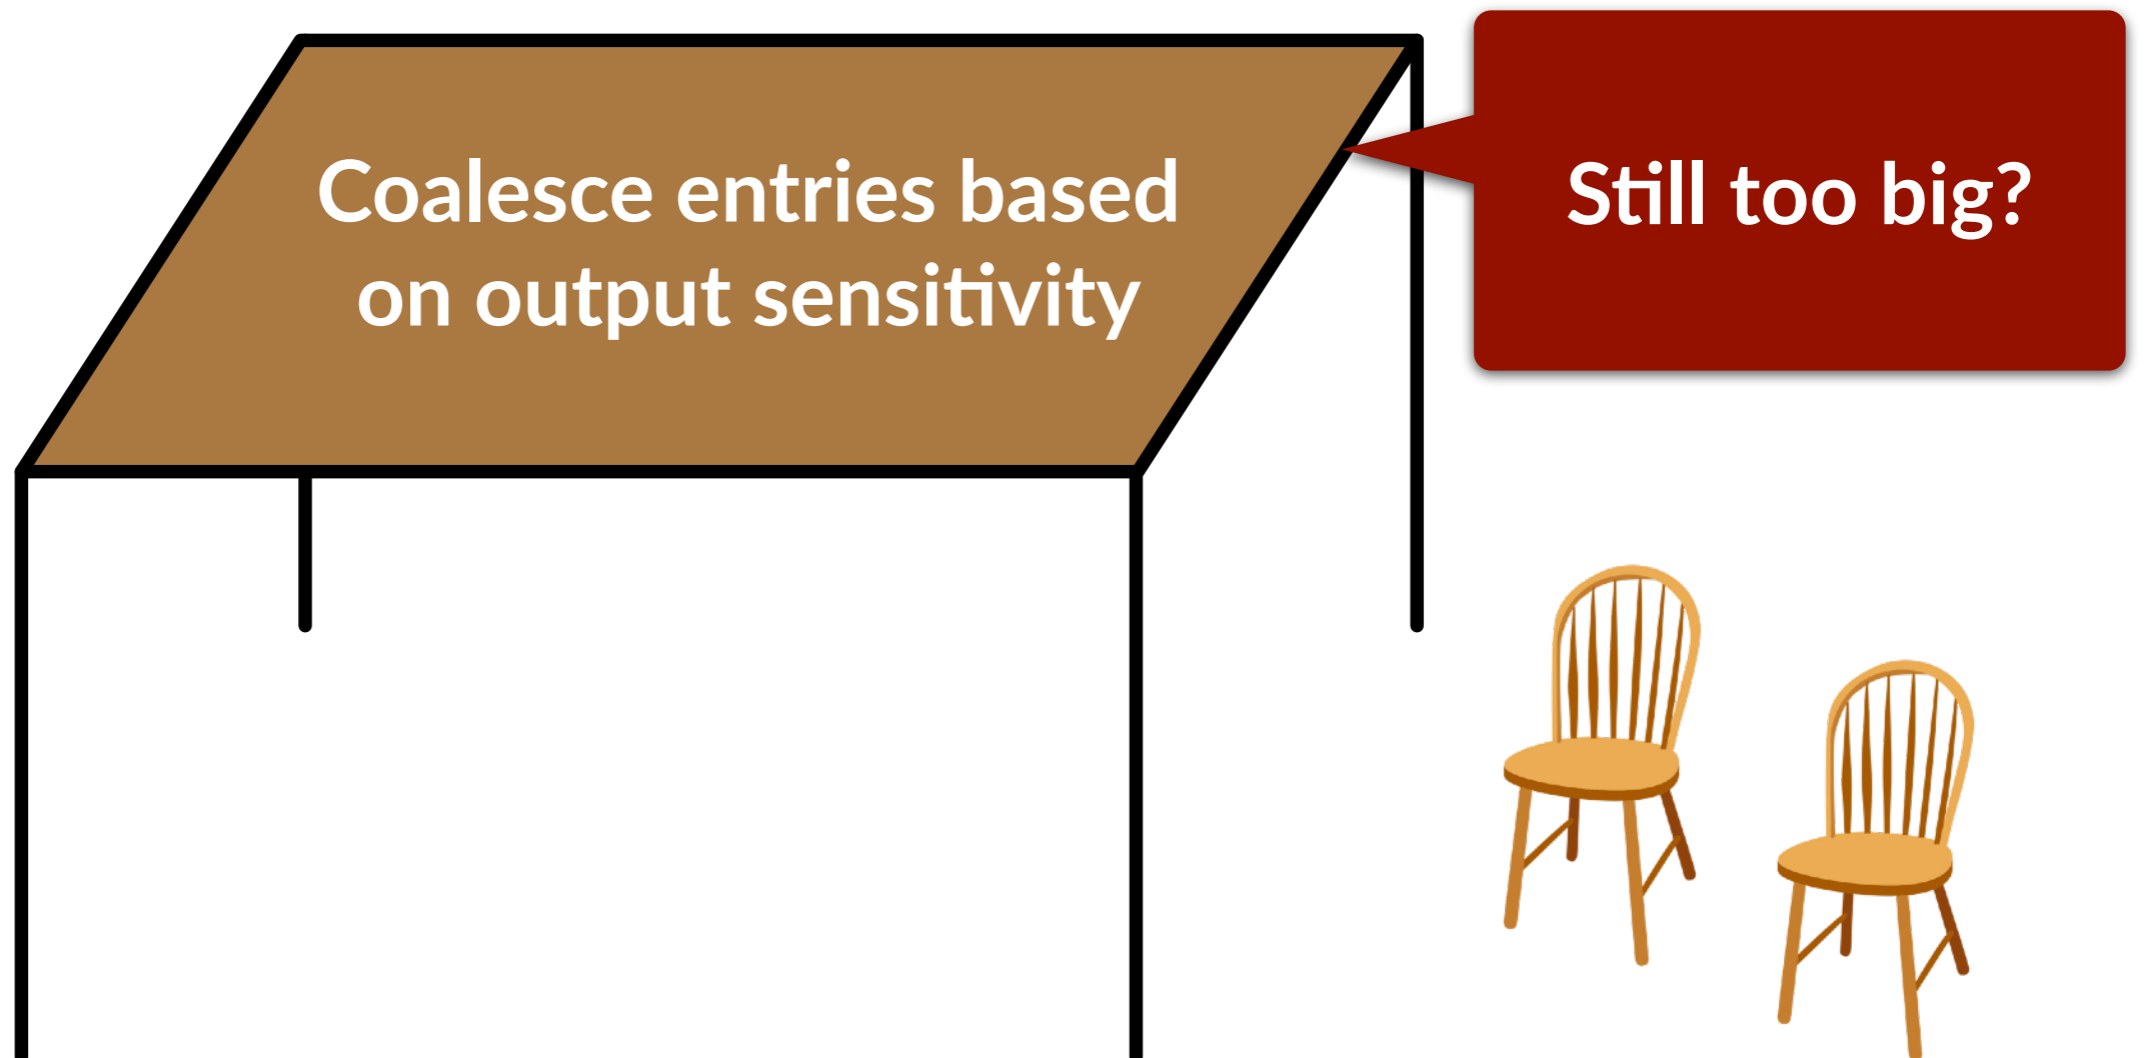 Coalesce entries based
on output sensitivity
Still too big?